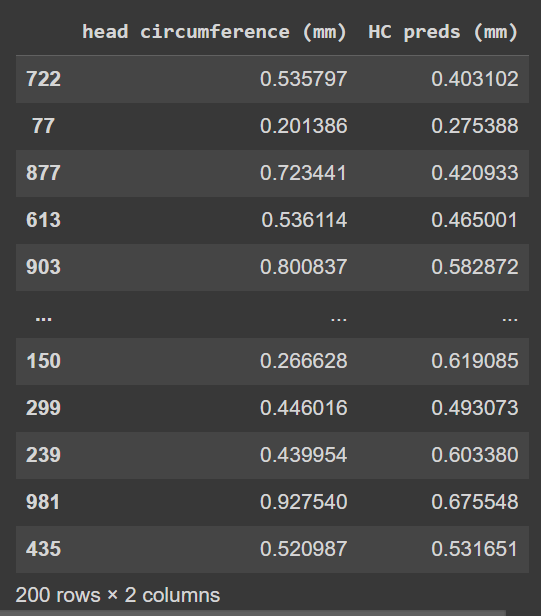 head circumference (mm) HC preds (mm)
722 0.535797 0.403102
77 0.201386 0.275388
877 0.723441 0.420933
613 0.536114 0.465001
903 0.800837 0.582872
... ... ...
150 0.266628 0.619085
299 0.446016 0.493073
239 0.439954 0.603380
981 0.927540 0.675548
435 0.520987 0.531651
200 rows × 2 columns